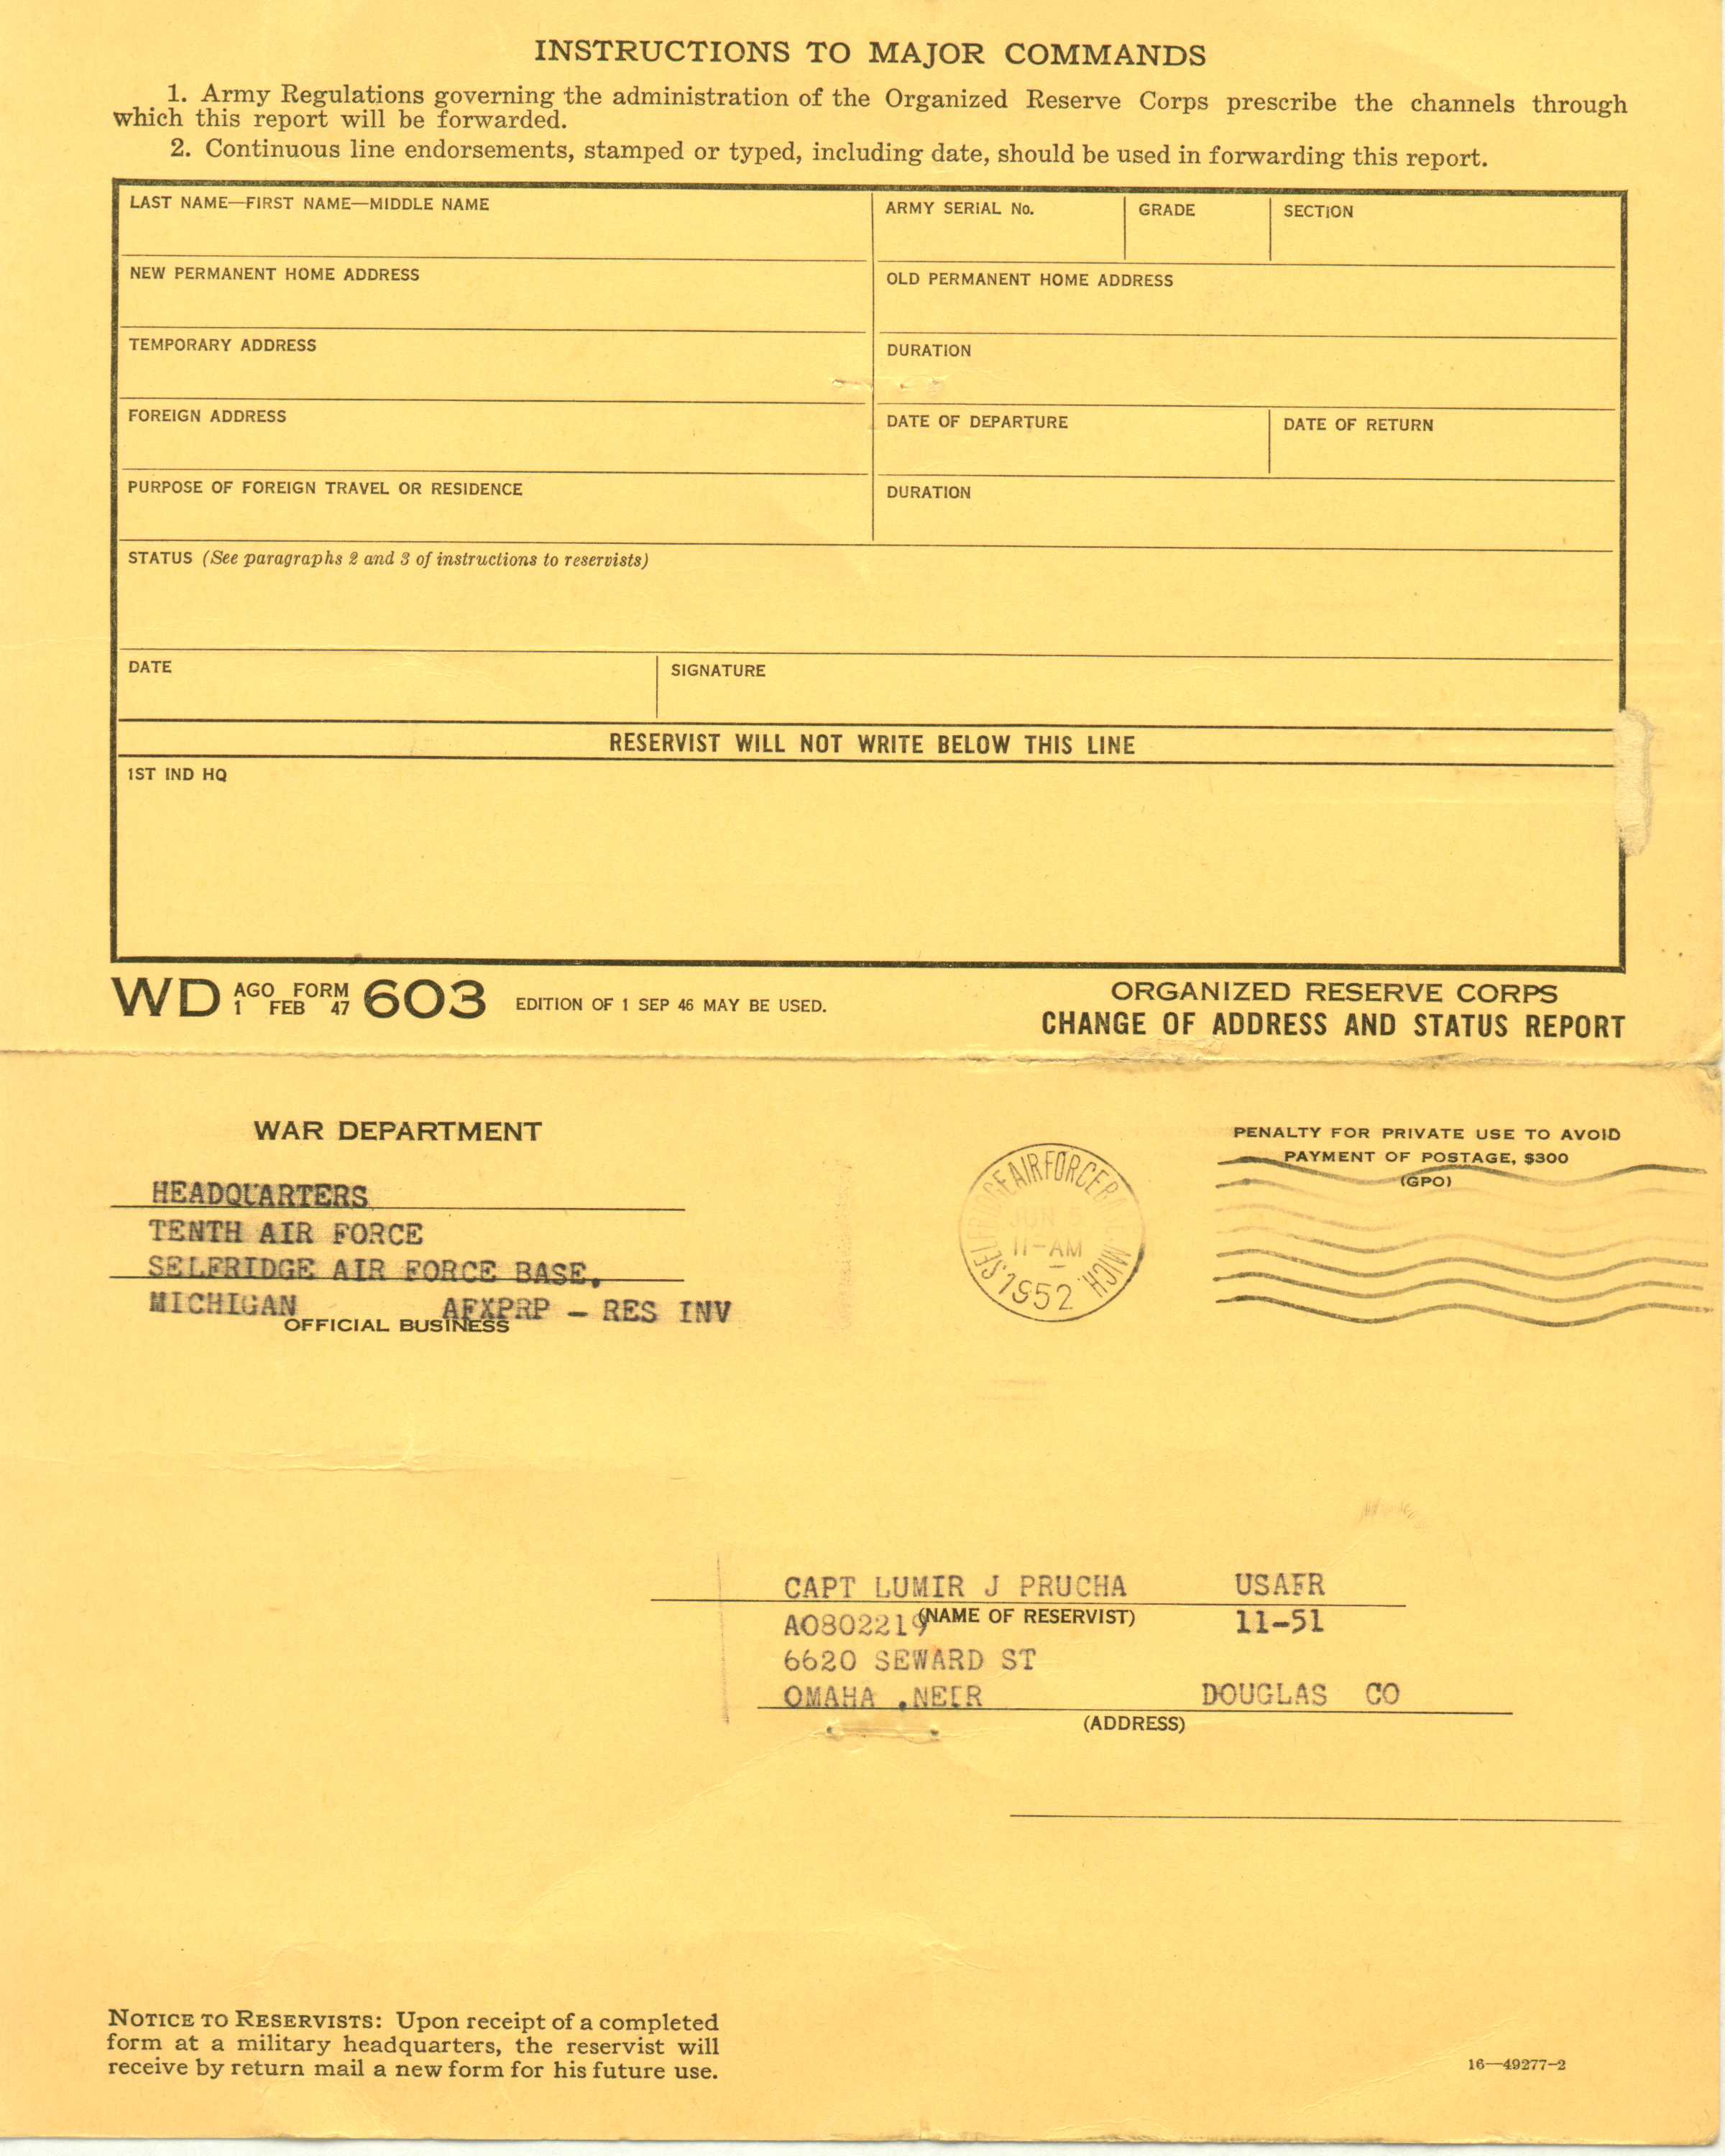 INSTRUCTIONS TO MAJOR COMMANDS
1. Army Regulations governing the administration of the Organized Reserve Corps prescribe the channels through
which this report will be forwarded.
2. Continuous line endorsements, stamped or typed, including date, should be used in forwarding this report.
LAST NAME—FIRST NAME—MIDDLE NAME
ARMY SERIAL No.
GRADE
SECTION
NEW PERMANENT HOME ADDRESS
OLD PERMANENT HOME ADDRESS
TEMPORARY ADDRESS
DURATION
FOREIGN ADDRESS
DATE OF DEPARTURE
DATE OF RETURN
PURPOSE OF FOREIGN TRAVEL OR RESIDENCE
DURATION
STATUS (See paragraphs 2 and 3 of instructions to reservists)
DATE
SIGNATURE
RESERVIST WILL NOT WRITE BELOW THIS LINE
1ST IND HQ
WD AGO FORM 603
1 FEB 47
EDITION OF 1 SEP 46 MAY BE USED.
ORGANIZED RESERVE CORPS
CHANGE OF ADDRESS AND STATUS REPORT
WAR DEPARTMENT
HEADQUARTERS
TENTH AIR FORCE
SELFRIDGE AIR FORCE BASE,
MICHIGAN AFXPRP - RES INV
OFFICIAL BUSINESS
AIR FORCE
MICH.
JUN
11-AM
1952
PENALTY FOR PRIVATE USE TO AVOID
PAYMENT OF POSTAGE, $300
(GPO)
CAPT LUMIR J PRUCHA USAFR
(NAME OF RESERVIST)
AO802219 11-51
6620 SEWARD ST
OMAHA .NEBR DOUGLAS CO
(ADDRESS)
NOTICE TO RESERVISTS: Upon receipt of a completed
form at a military headquarters, the reservist will
receive by return mail a new form for his future use.
16—49277-2